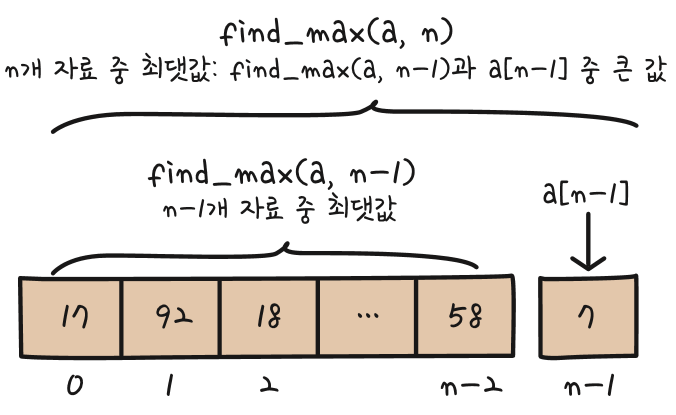 find_max(a, n)
n개 자료 중 최댓값: find_max(a, n-1)과 a[n-1] 중 큰 값
find_max(a, n-1)
n-1개 자료 중 최댓값
a[n-1]
17 92 18 ... 58 7
0 1 2 n-2 n-1